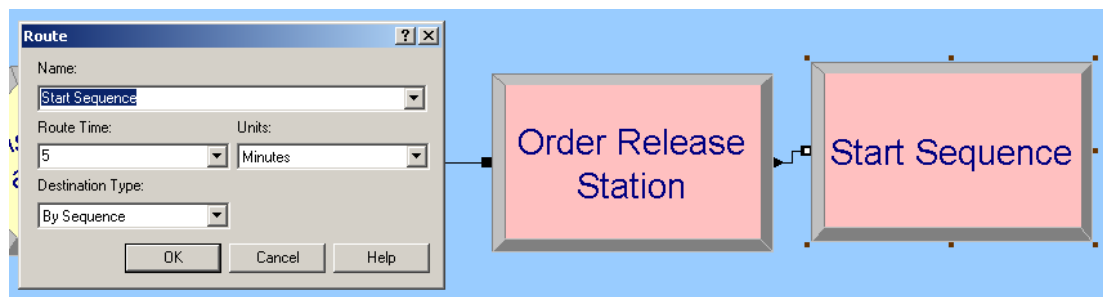 Route
Name:
Start Sequence
Route Time:
Units:
5
Minutes
Destination Type:
By Sequence
OK
Cancel
Help
Order Release
Station
Start Sequence